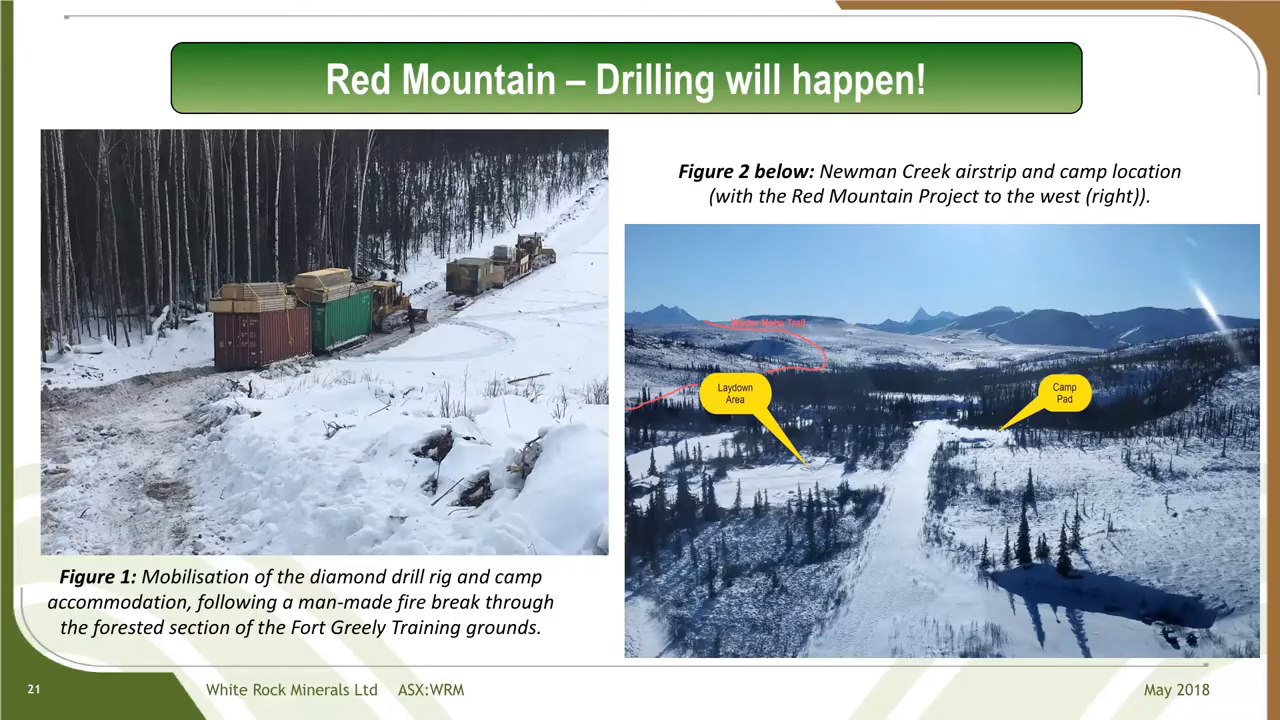 Red Mountain – Drilling will happen!
Figure 2 below: Newman Creek airstrip and camp location
(with the Red Mountain Project to the west (right)).
Winter Mobe Trail
Laydown
Area
Camp
Pad
Figure 1: Mobilisation of the diamond drill rig and camp
accommodation, following a man-made fire break through
the forested section of the Fort Greely Training grounds.
21
White Rock Minerals Ltd ASX:WRM
May 2018